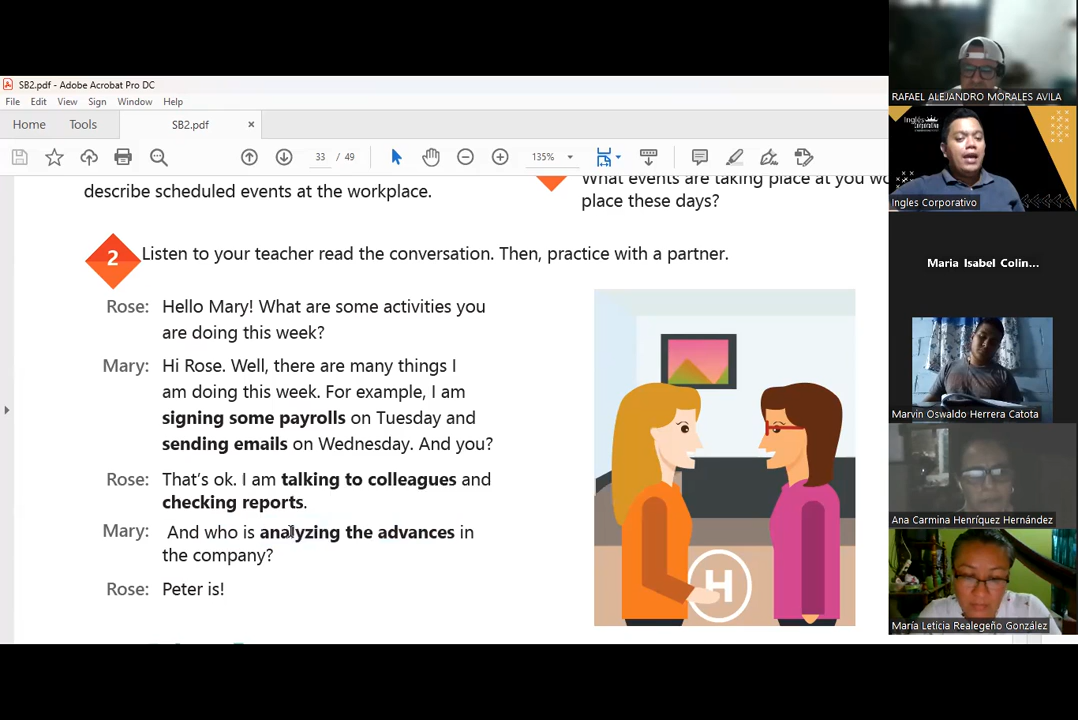 SB2.pdf - Adobe Acrobat Pro DC
File Edit View Sign Window Help
Home Tools SB2.pdf ×
33 / 49 135%
describe scheduled events at the workplace.
What events are taking place at you wo
place these days?
2 Listen to your teacher read the conversation. Then, practice with a partner.
Rose: Hello Mary! What are some activities you
are doing this week?
Mary: Hi Rose. Well, there are many things I
am doing this week. For example, I am
signing some payrolls on Tuesday and
sending emails on Wednesday. And you?
Rose: That's ok. I am talking to colleagues and
checking reports.
Mary: And who is analyzing the advances in
the company?
Rose: Peter is!
H
RAFAEL ALEJANDRO MORALES AVILA
Inglés
Ingles Corporativo
Maria Isabel Colin...
Marvin Oswaldo Herrera Catota
Ana Carmina Henríquez Hernández
María Leticia Realegeño González